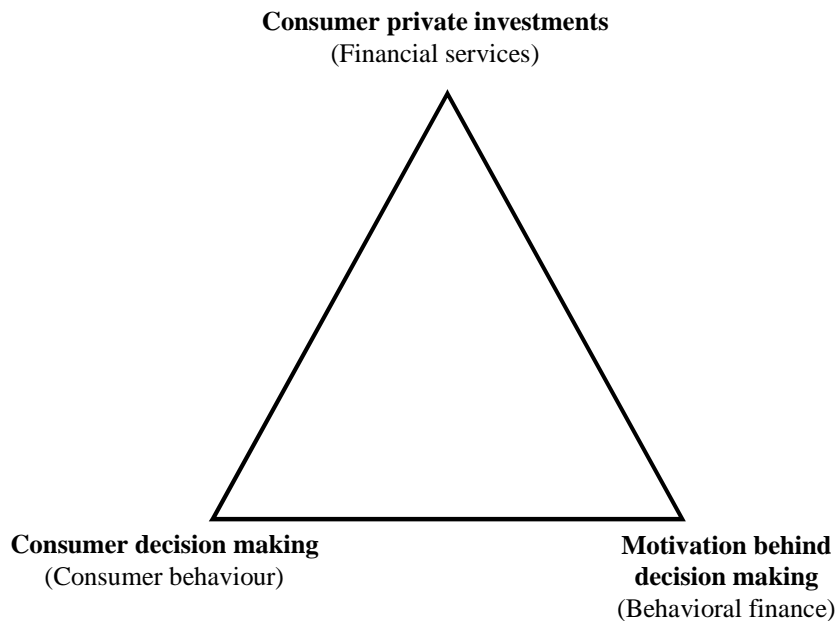 Consumer private investments
(Financial services)
Consumer decision making
(Consumer behaviour)
Motivation behind
decision making
(Behavioral finance)